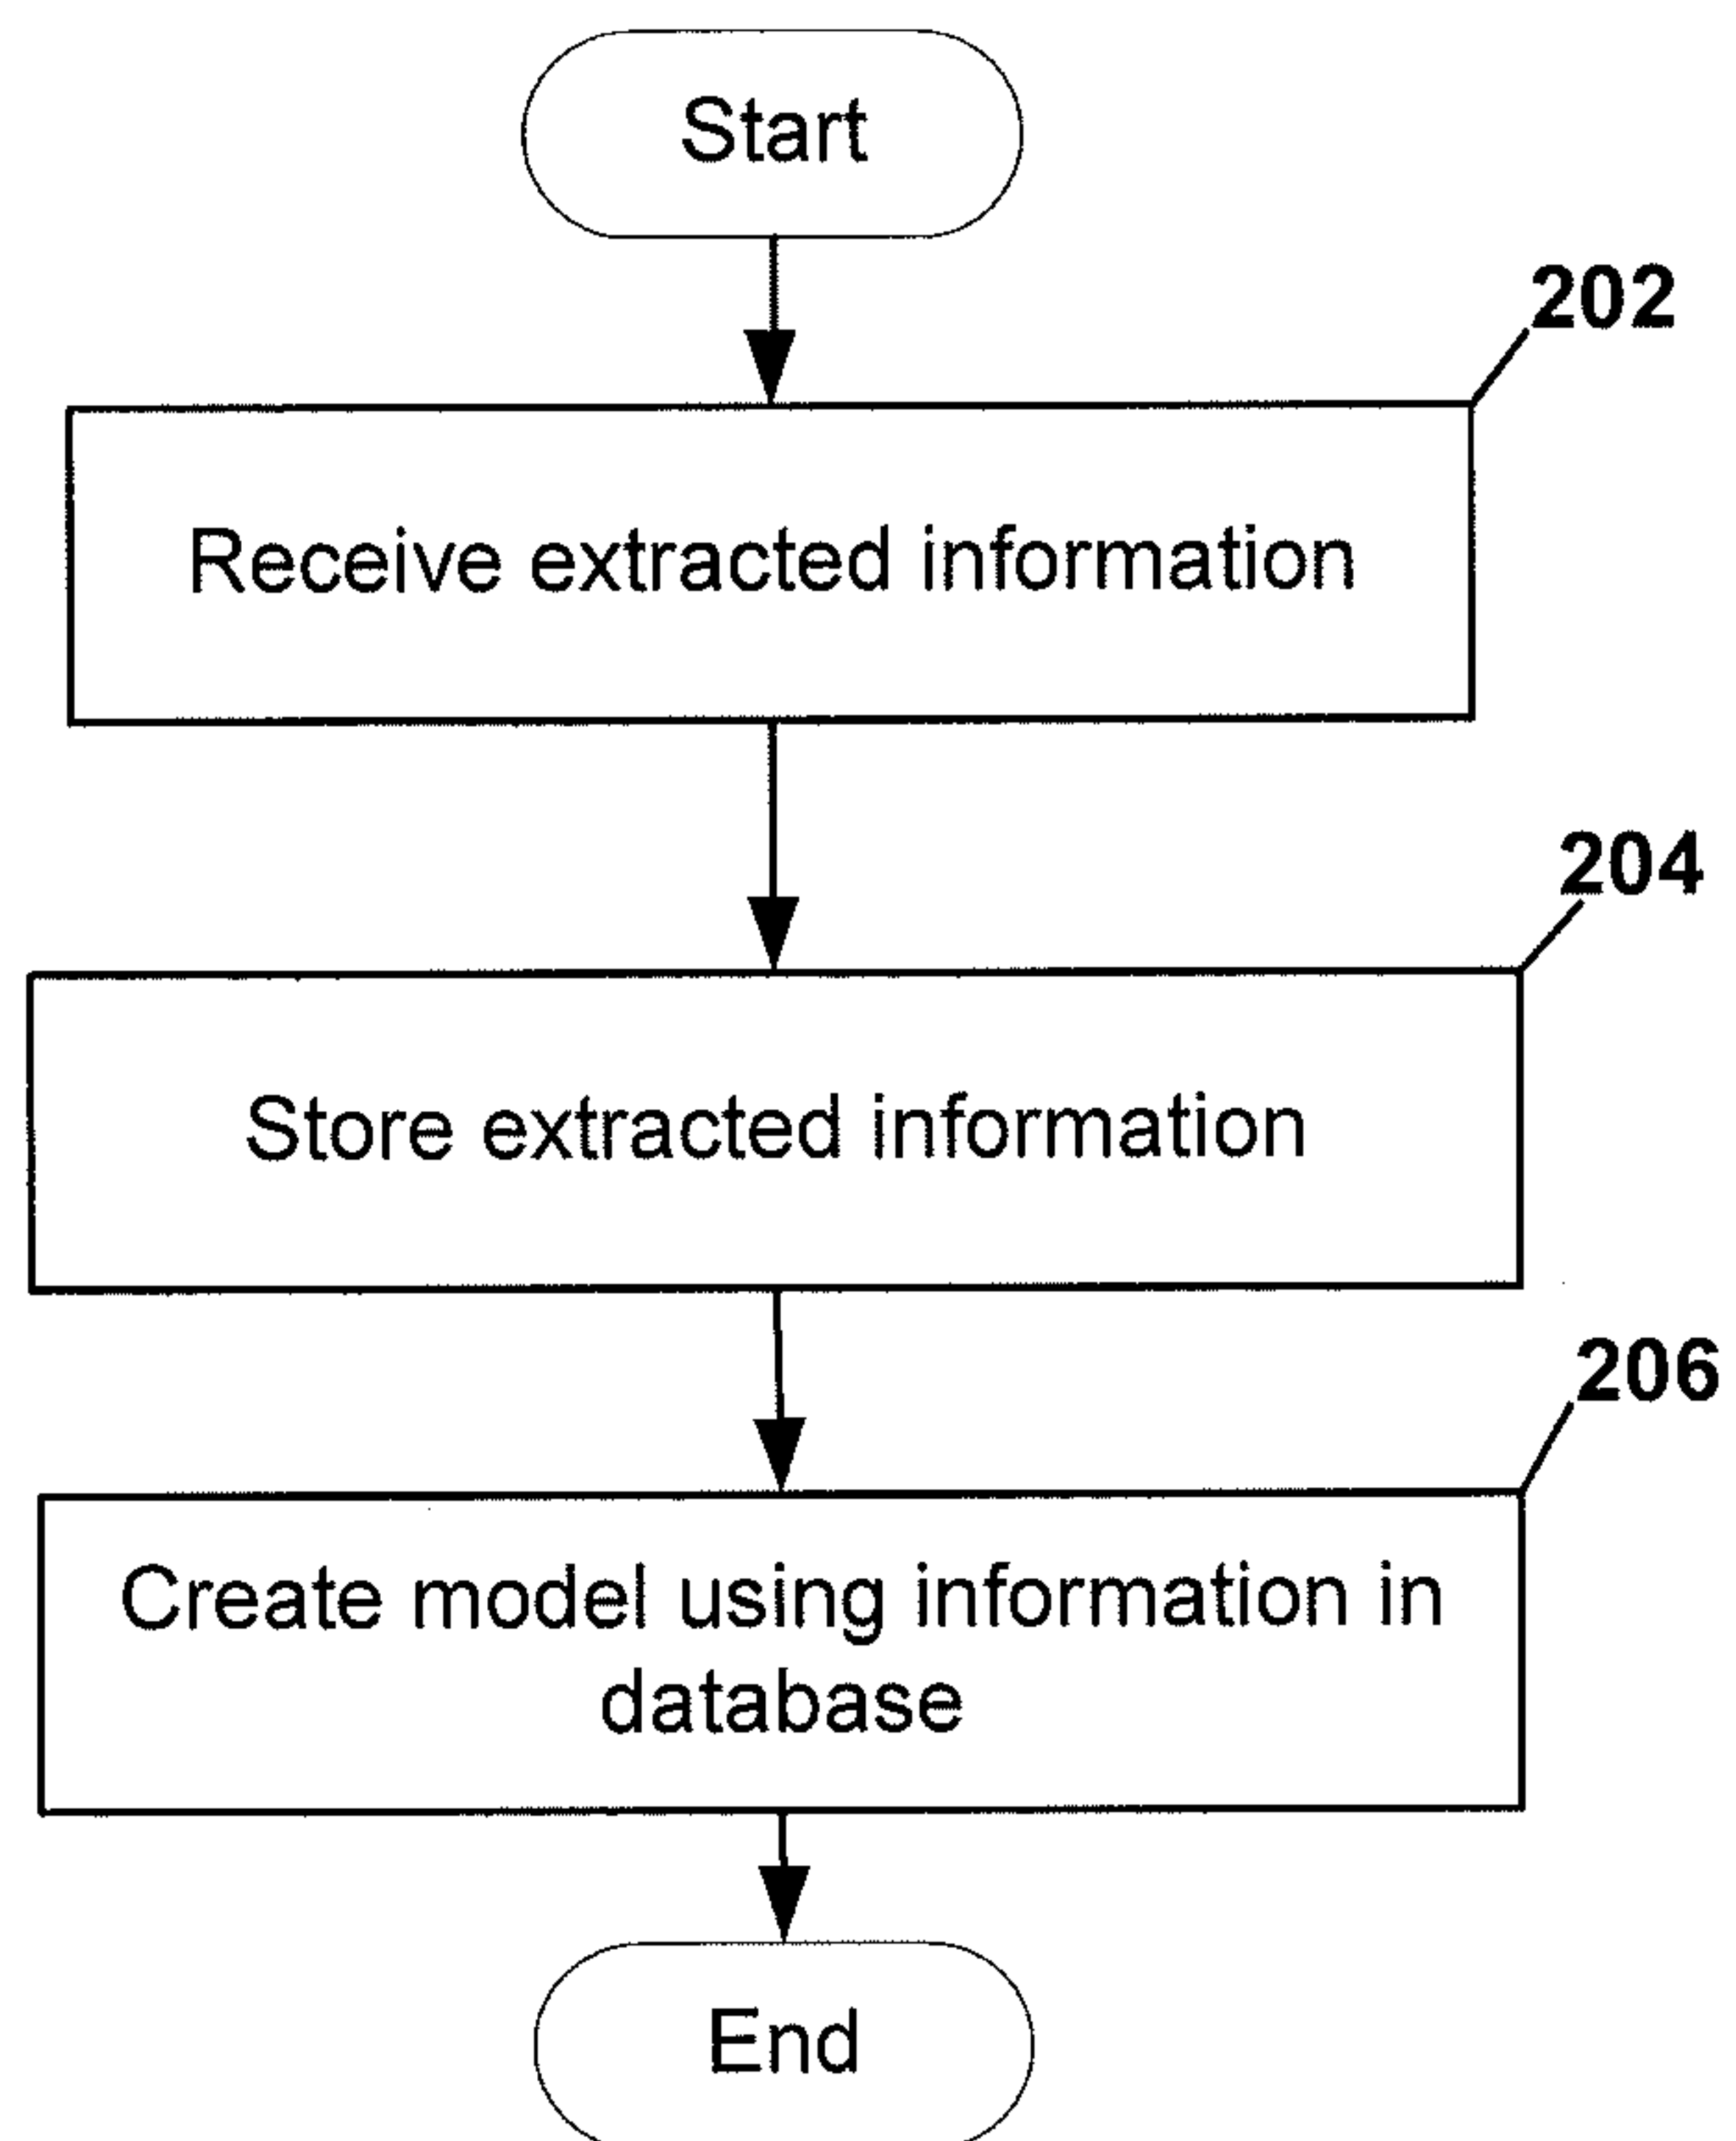 Start
202
Receive extracted information
204
Store extracted information
206
Create model using information in
database
End